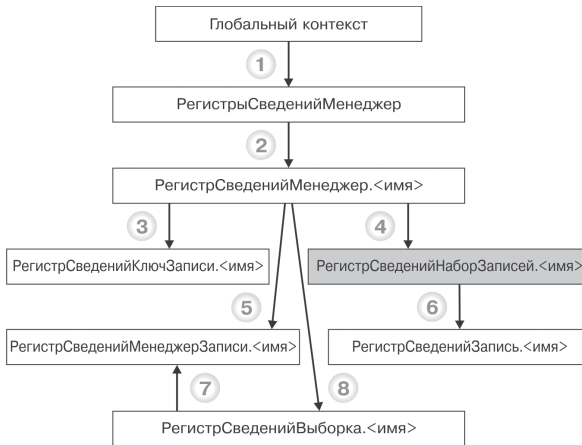 Глобальный контекст
1
РегистрыСведенийМенеджер
2
РегистрСведенийМенеджер.<имя>
3
4
РегистрСведенийКлючЗаписи.<имя>
РегистрСведенийНаборЗаписей.<имя>
5
6
РегистрСведенийМенеджерЗаписи.<имя>
РегистрСведенийЗапись.<имя>
7
8
РегистрСведенийВыборка.<имя>